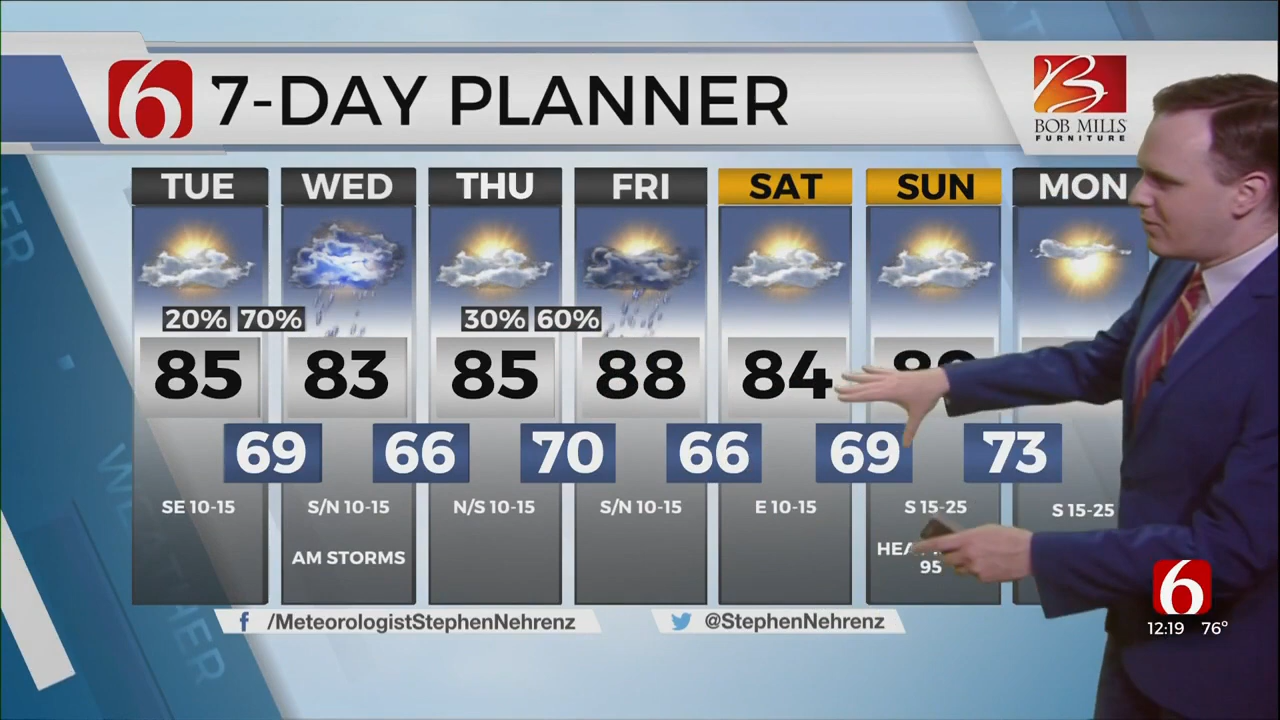 6 7-DAY PLANNER
BOB MILLS
FURNITURE
TUE WED THU FRI SAT SUN MON
20% 70% 30% 60%
85 83 85 88 84
69 66 70 66 69 73
SE 10-15 S/N 10-15 N/S 10-15 S/N 10-15 E 10-15 S 15-25 S 15-25
AM STORMS
95
/MeteorologistStephenNehrenz @StephenNehrenz
6
12:19 76°